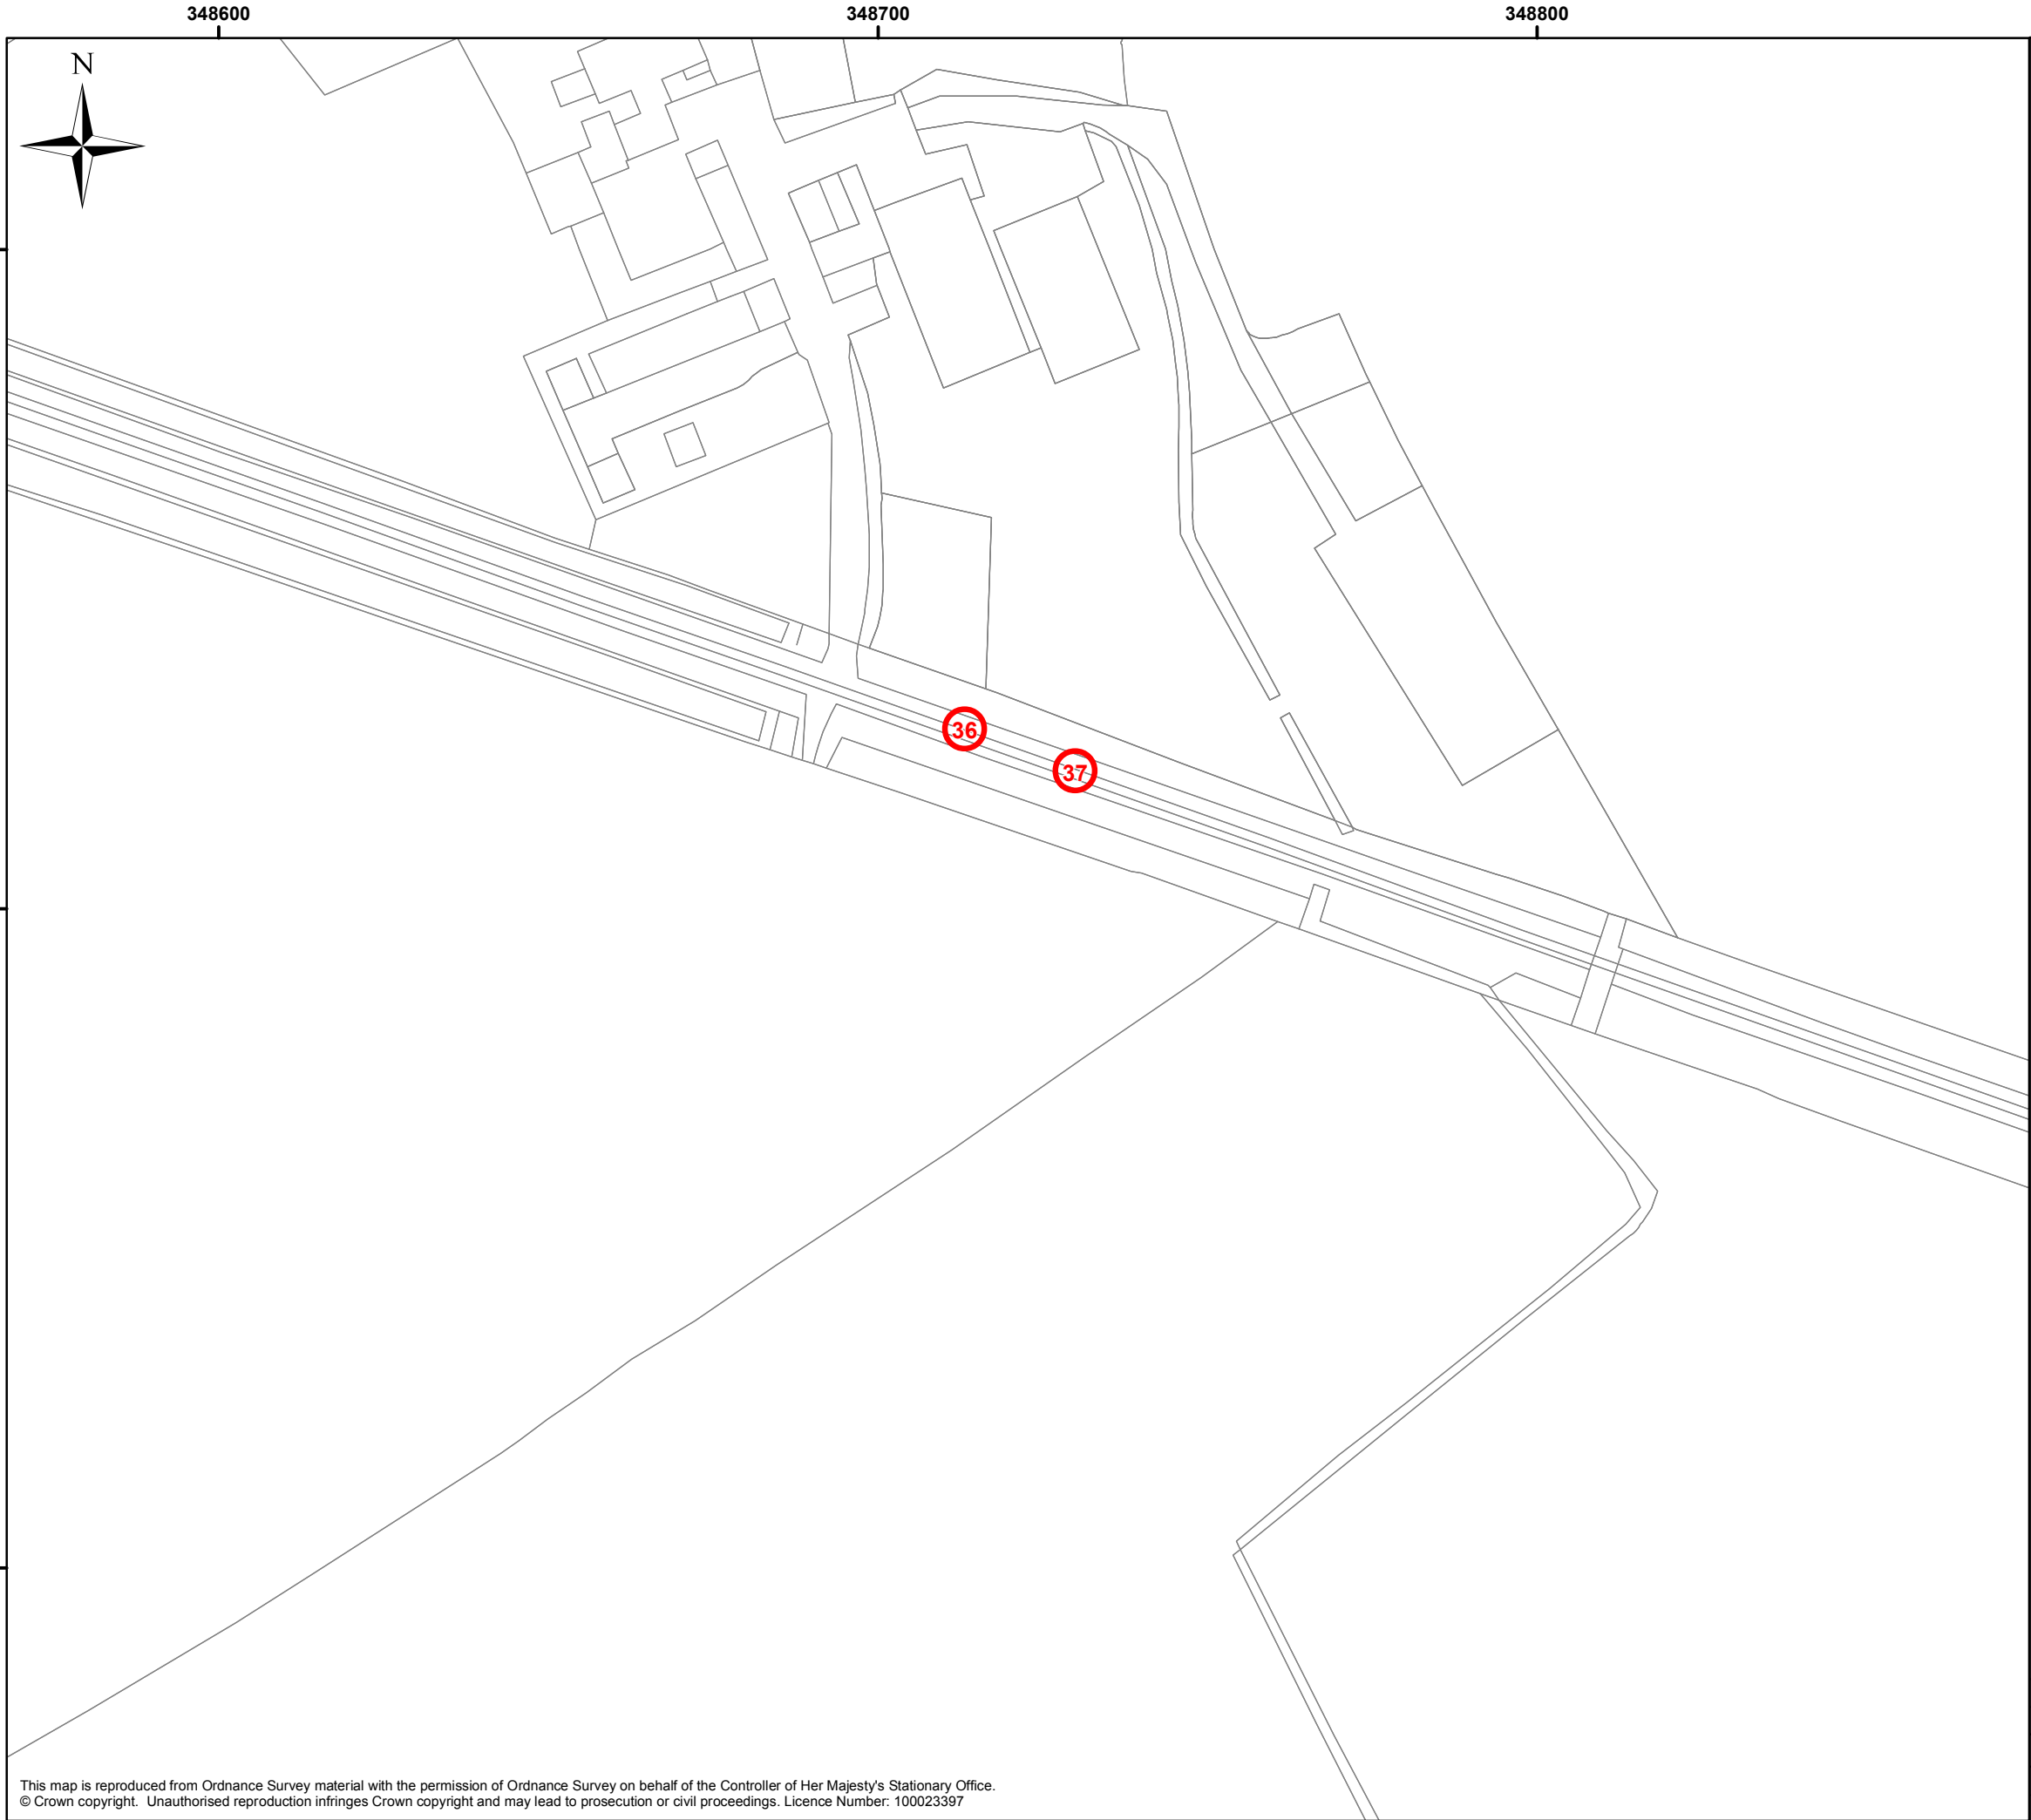 348600 348700 348800
N
36
37
This map is reproduced from Ordnance Survey material with the permission of Ordnance Survey on behalf of the Controller of Her Majesty's Stationary Office.
© Crown copyright. Unauthorised reproduction infringes Crown copyright and may lead to prosecution or civil proceedings. Licence Number: 100023397